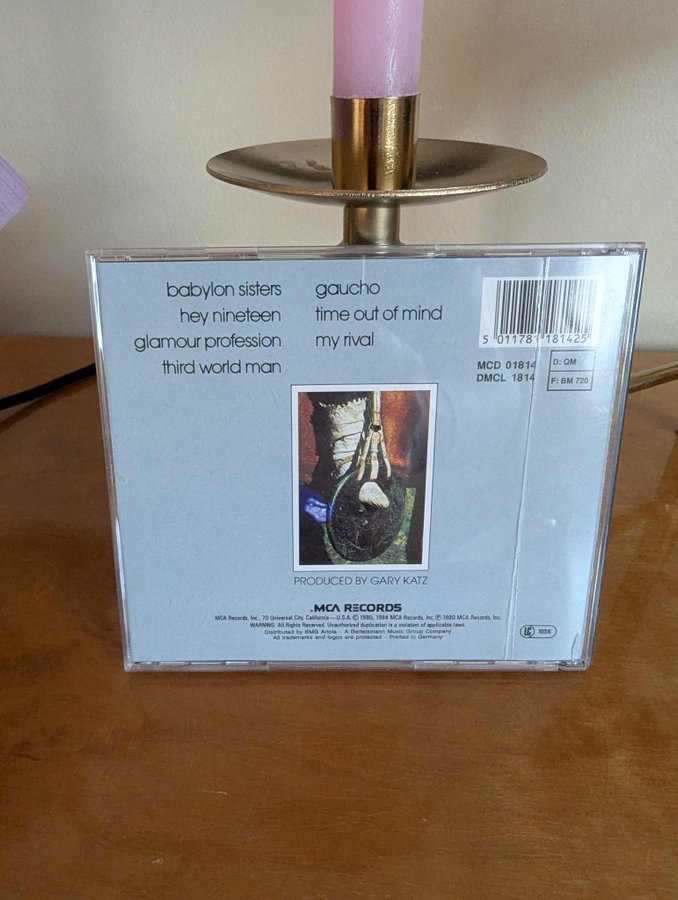 babylon sisters
hey nineteen
glamour profession
third world man
gaucho
time out of mind
my rival
5 011781 181425
MCD 01814
DMCL 1814
D: QM
F: BM 720
PRODUCED BY GARY KATZ
MCA RECORDS
MCA Records, Inc., 70 Universal City, California—U.S.A. © 1980, 1984 MCA Records, Inc. ℗ 1980 MCA Records, Inc.
WARNING: All Rights Reserved. Unauthorized duplication is a violation of applicable laws.
Distributed by BMG Ariola · A Bertelsmann Music Group Company
All trademarks and logos are protected · Printed in Germany
LC 1056